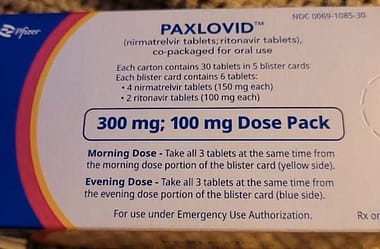 NDC 0069-1085-30
Pfizer
PAXLOVID™
(nirmatrelvir tablets; ritonavir tablets),
co-packaged for oral use
Each carton contains 30 tablets in 5 blister cards
Each blister card contains 6 tablets:
• 4 nirmatrelvir tablets (150 mg each)
• 2 ritonavir tablets (100 mg each)
300 mg; 100 mg Dose Pack
Morning Dose - Take all 3 tablets at the same time from
the morning dose portion of the blister card (yellow side).
Evening Dose - Take all 3 tablets at the same time from
the evening dose portion of the blister card (blue side).
For use under Emergency Use Authorization.
Rx or